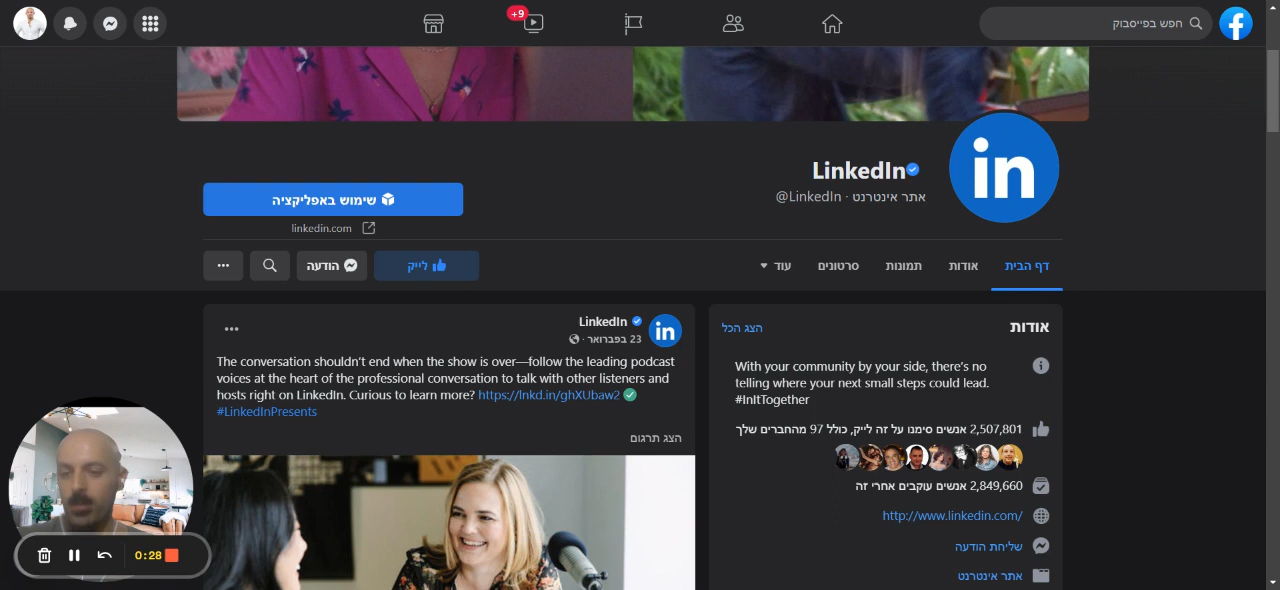 חפש בפייסבוק
+9
in
LinkedIn
@LinkedIn · אתר אינטרנט
שימוש באפליקציה
linkedin.com
דף הבית
אודות
תמונות
סרטונים
עוד
לייק
הודעה
אודות
הצג הכל
With your community by your side, there's no
telling where your next small steps could lead.
#InItTogether
2,507,801 אנשים סימנו על זה לייק, כולל 97 מהחברים שלך
2,849,660 אנשים עוקבים אחרי זה
http://www.linkedin.com/
שליחת הודעה
אתר אינטרנט
in
LinkedIn
23 בפברואר ·
The conversation shouldn't end when the show is over—follow the leading podcast
voices at the heart of the professional conversation to talk with other listeners and
hosts right on LinkedIn. Curious to learn more? https://lnkd.in/ghXUbaw2
#LinkedInPresents
הצג תרגום
0:28